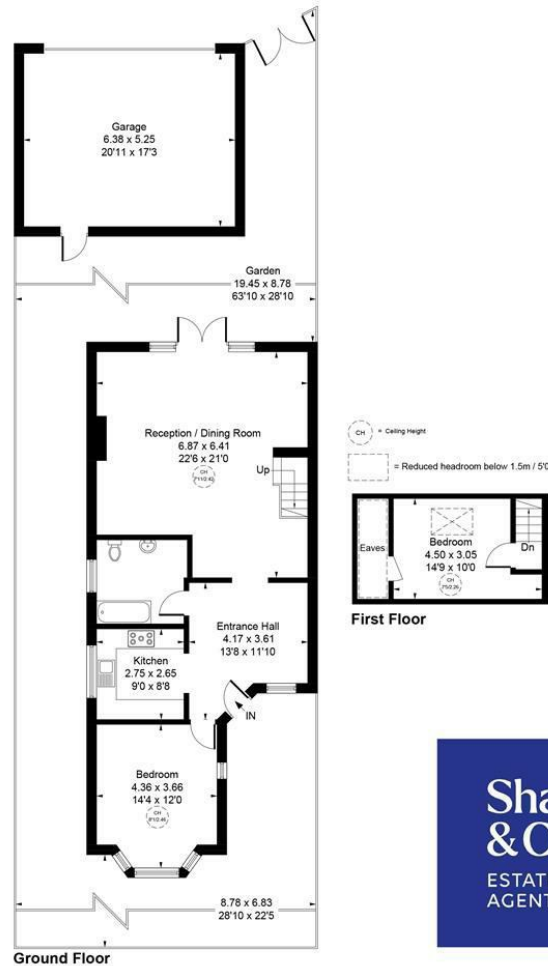 Garage
6.38 x 5.25
20'11 x 17'3
Garden
19.45 x 8.78
63'10 x 28'10
Reception / Dining Room
6.87 x 6.41
22'6 x 21'0
CH
Up
CH = Ceiling Height
= Reduced headroom below 1.5m / 5'0
Eaves
Bedroom
4.50 x 3.05
14'9 x 10'0
CH
Dn
First Floor
Entrance Hall
4.17 x 3.61
13'8 x 11'10
Kitchen
2.75 x 2.65
9'0 x 8'8
IN
Bedroom
4.36 x 3.66
14'4 x 12'0
CH
8.78 x 6.83
28'10 x 22'5
Ground Floor
Sha
& O
ESTAT
AGENT